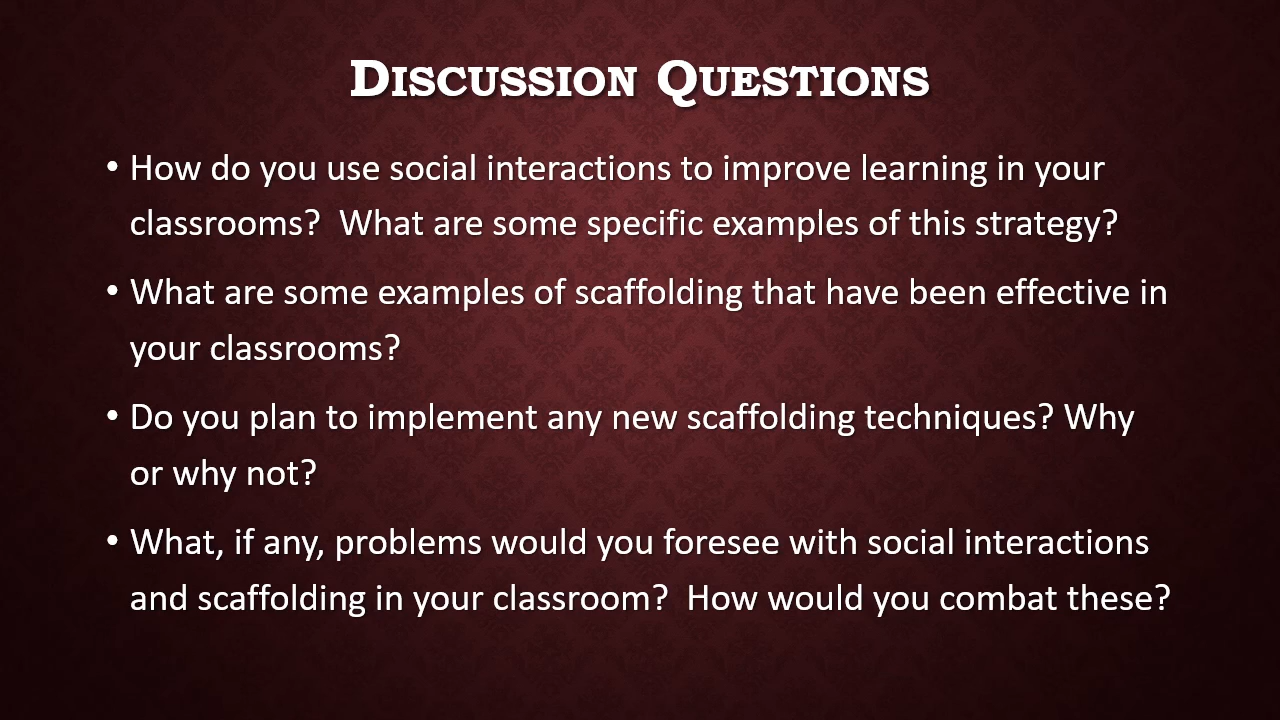 Discussion Questions
• How do you use social interactions to improve learning in your
classrooms?  What are some specific examples of this strategy?
• What are some examples of scaffolding that have been effective in
your classrooms?
• Do you plan to implement any new scaffolding techniques? Why
or why not?
• What, if any, problems would you foresee with social interactions
and scaffolding in your classroom?  How would you combat these?